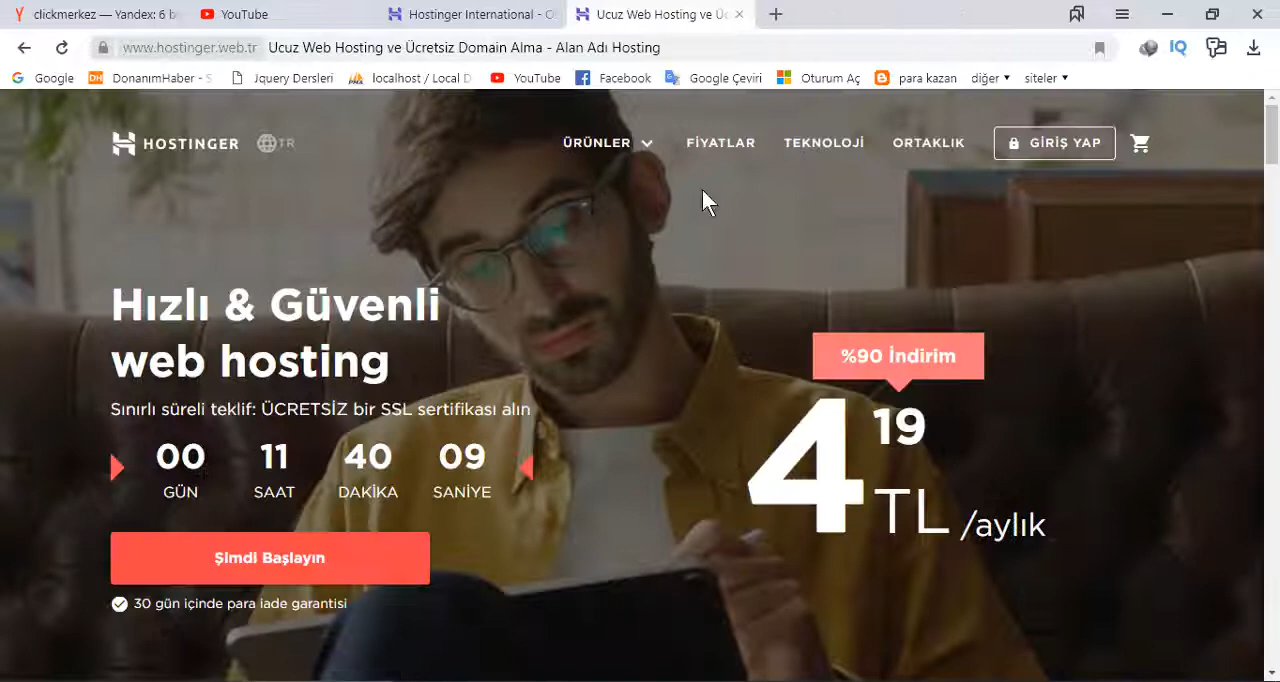 clickmerkez — Yandex: 6 b
YouTube
Hostinger International - O
Ucuz Web Hosting ve Üc
www.hostinger.web.tr Ucuz Web Hosting ve Ücretsiz Domain Alma - Alan Adı Hosting
IQ
Google
DH DonanımHaber - S
Jquery Dersleri
PMA localhost / Local D
YouTube
Facebook
Google Çeviri
Oturum Aç
para kazan
diğer
siteler
HOSTINGER
TR
ÜRÜNLER
FİYATLAR
TEKNOLOJİ
ORTAKLIK
GİRİŞ YAP
Hızlı & Güvenli
web hosting
Sınırlı süreli teklif: ÜCRETSİZ bir SSL sertifikası alın
00 11 40 09
GÜN SAAT DAKİKA SANİYE
Şimdi Başlayın
30 gün içinde para iade garantisi
%90 İndirim
4 19
TL /aylık